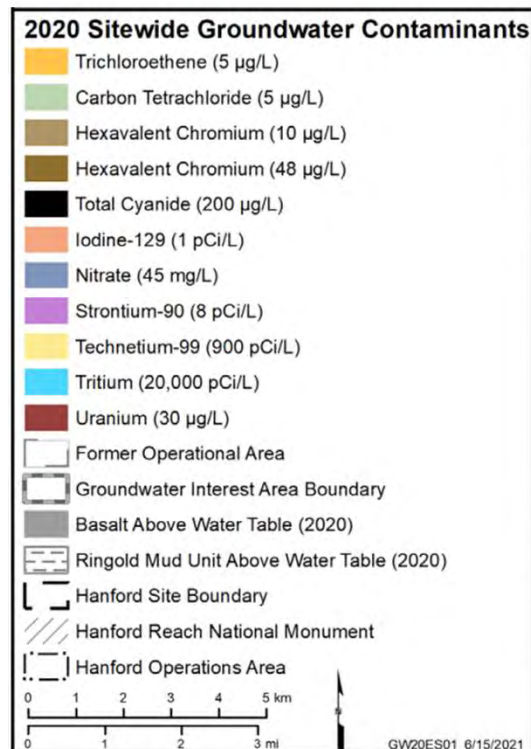 2020 Sitewide Groundwater Contaminants
Trichloroethene (5 µg/L)
Carbon Tetrachloride (5 µg/L)
Hexavalent Chromium (10 µg/L)
Hexavalent Chromium (48 µg/L)
Total Cyanide (200 µg/L)
Iodine-129 (1 pCi/L)
Nitrate (45 mg/L)
Strontium-90 (8 pCi/L)
Technetium-99 (900 pCi/L)
Tritium (20,000 pCi/L)
Uranium (30 µg/L)
Former Operational Area
Groundwater Interest Area Boundary
Basalt Above Water Table (2020)
Ringold Mud Unit Above Water Table (2020)
Hanford Site Boundary
Hanford Reach National Monument
Hanford Operations Area
0 1 2 3 4 5 km
N
0 1 2 3 mi
GW20ES01 6/15/2021